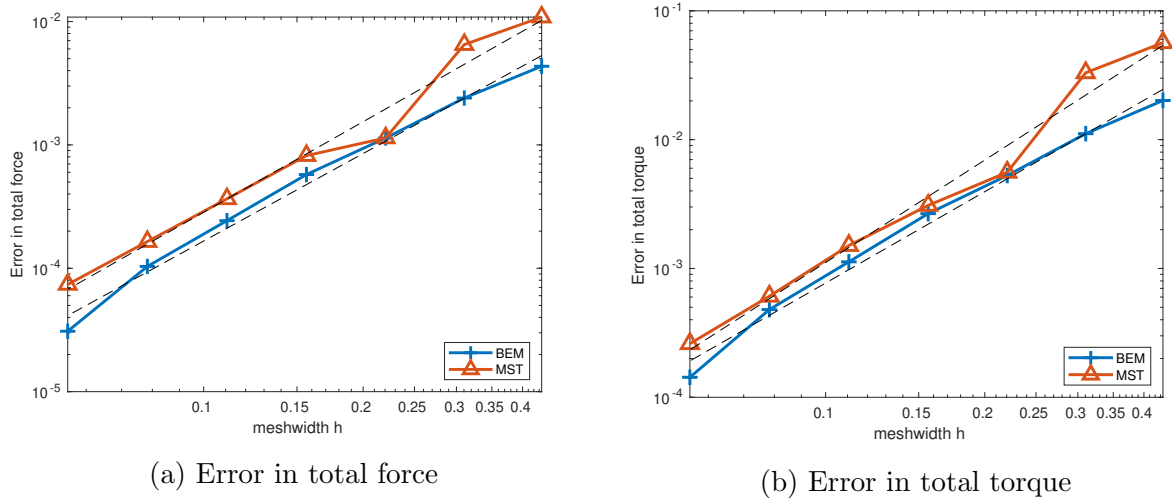 10^-2
10^-3
10^-4
10^-5
Error in total force
0.1 0.15 0.2 0.25 0.3 0.35 0.4
meshwidth h
BEM
MST
(a) Error in total force
10^-1
10^-2
10^-3
10^-4
Error in total torque
0.1 0.15 0.2 0.25 0.3 0.35 0.4
meshwidth h
BEM
MST
(b) Error in total torque